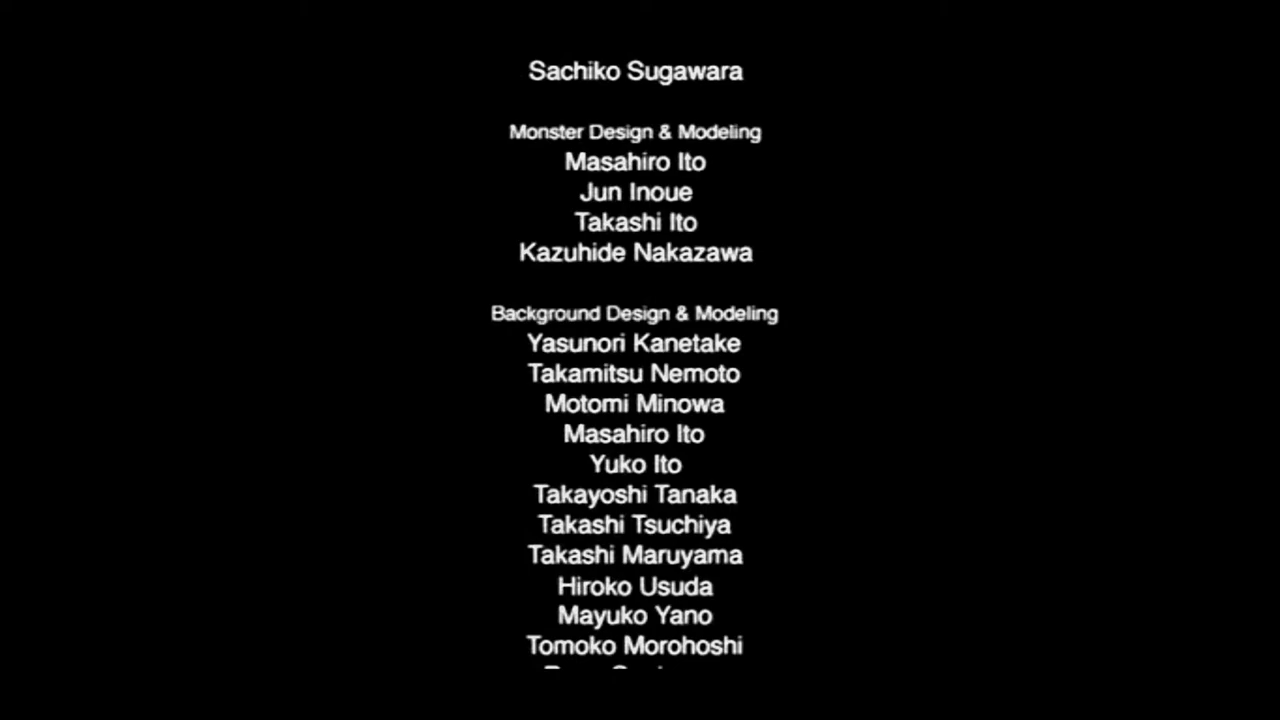 Sachiko Sugawara
Monster Design & Modeling
Masahiro Ito
Jun Inoue
Takashi Ito
Kazuhide Nakazawa
Background Design & Modeling
Yasunori Kanetake
Takamitsu Nemoto
Motomi Minowa
Masahiro Ito
Yuko Ito
Takayoshi Tanaka
Takashi Tsuchiya
Takashi Maruyama
Hiroko Usuda
Mayuko Yano
Tomoko Morohoshi